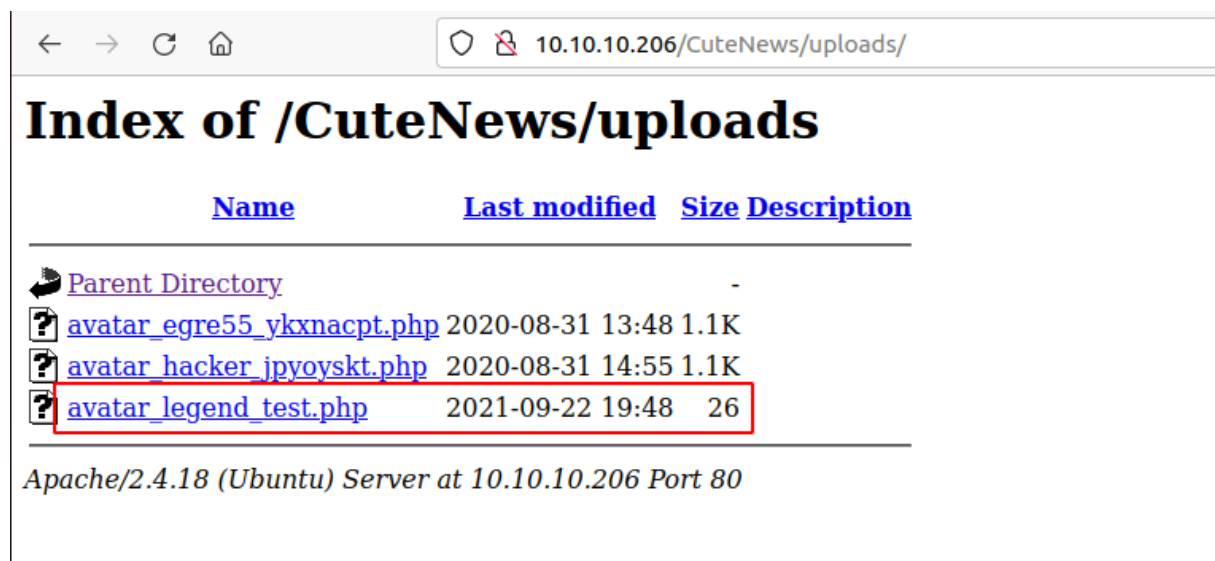 10.10.10.206/CuteNews/uploads/
Index of /CuteNews/uploads
Name Last modified Size Description
Parent Directory -
avatar_egre55_ykxnacpt.php 2020-08-31 13:48 1.1K
avatar_hacker_jpyoyskt.php 2020-08-31 14:55 1.1K
avatar_legend_test.php 2021-09-22 19:48 26
Apache/2.4.18 (Ubuntu) Server at 10.10.10.206 Port 80